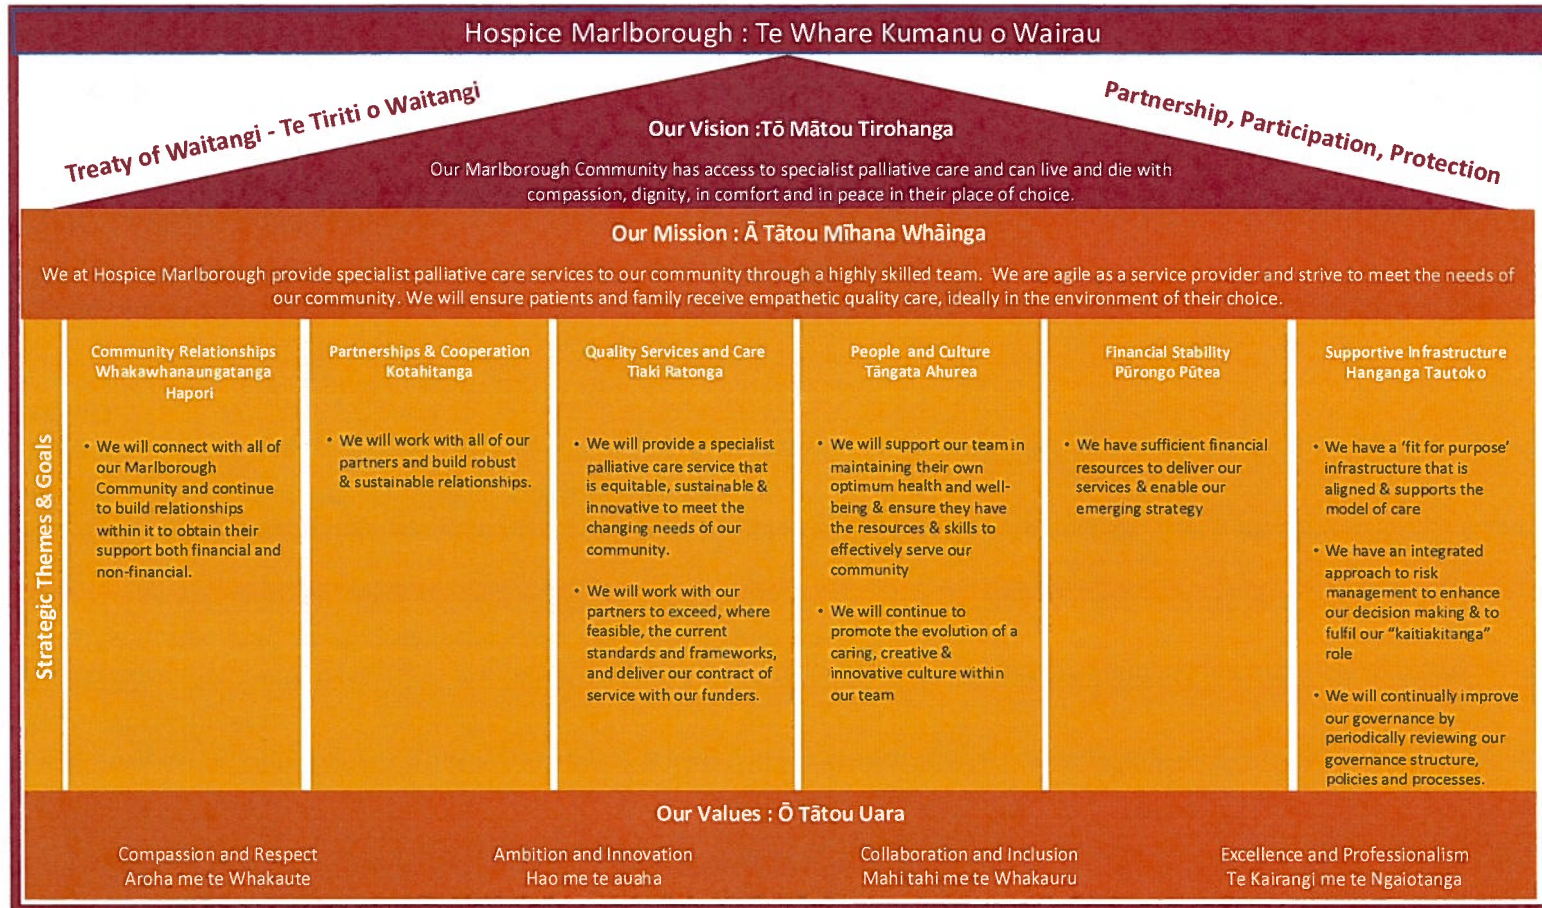 Hospice Marlborough : Te Whare Kumanu o Wairau
Treaty of Waitangi - Te Tiriti o Waitangi
Partnership, Participation, Protection
Our Vision :Tō Mātou Tirohanga
Our Marlborough Community has access to specialist palliative care and can live and die with
compassion, dignity, in comfort and in peace in their place of choice.
Our Mission : Ā Tātou Mīhana Whāinga
We at Hospice Marlborough provide specialist palliative care services to our community through a highly skilled team. We are agile as a service provider and strive to meet the needs of
our community. We will ensure patients and family receive empathetic quality care, ideally in the environment of their choice.
Strategic Themes & Goals
Community Relationships
Whakawhanaungatanga
Hapori
• We will connect with all of
our Marlborough
Community and continue
to build relationships
within it to obtain their
support both financial and
non-financial.
Partnerships & Cooperation
Kotahitanga
• We will work with all of our
partners and build robust
& sustainable relationships.
Quality Services and Care
Tiaki Ratonga
• We will provide a specialist
palliative care service that
is equitable, sustainable &
innovative to meet the
changing needs of our
community.
• We will work with our
partners to exceed, where
feasible, the current
standards and frameworks,
and deliver our contract of
service with our funders.
People and Culture
Tāngata Ahurea
• We will support our team in
maintaining their own
optimum health and well-
being & ensure they have
the resources & skills to
effectively serve our
community
• We will continue to
promote the evolution of a
caring, creative &
innovative culture within
our team
Financial Stability
Pūrongo Pūtea
• We have sufficient financial
resources to deliver our
services & enable our
emerging strategy
Supportive Infrastructure
Hanganga Tautoko
• We have a 'fit for purpose'
infrastructure that is
aligned & supports the
model of care
• We have an integrated
approach to risk
management to enhance
our decision making & to
fulfil our "kaitiakitanga"
role
• We will continually improve
our governance by
periodically reviewing our
governance structure,
policies and processes.
Our Values : Ō Tātou Uara
Compassion and Respect
Aroha me te Whakaute
Ambition and Innovation
Hao me te auaha
Collaboration and Inclusion
Mahi tahi me te Whakauru
Excellence and Professionalism
Te Kairangi me te Ngaiotanga